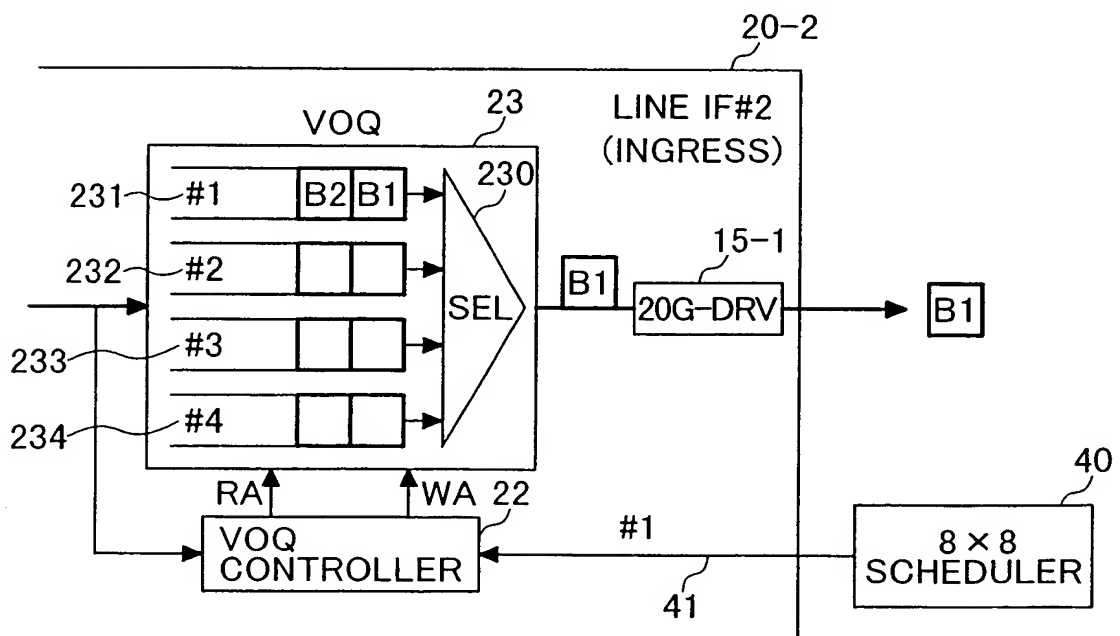 20-2
LINE IF#2
(INGRESS)
VOQ
23
231
#1
B2
B1
230
232
#2
SEL
B1
15-1
20G-DRV
B1
233
#3
234
#4
RA
WA
22
VOQ
CONTROLLER
#1
41
40
8 × 8
SCHEDULER